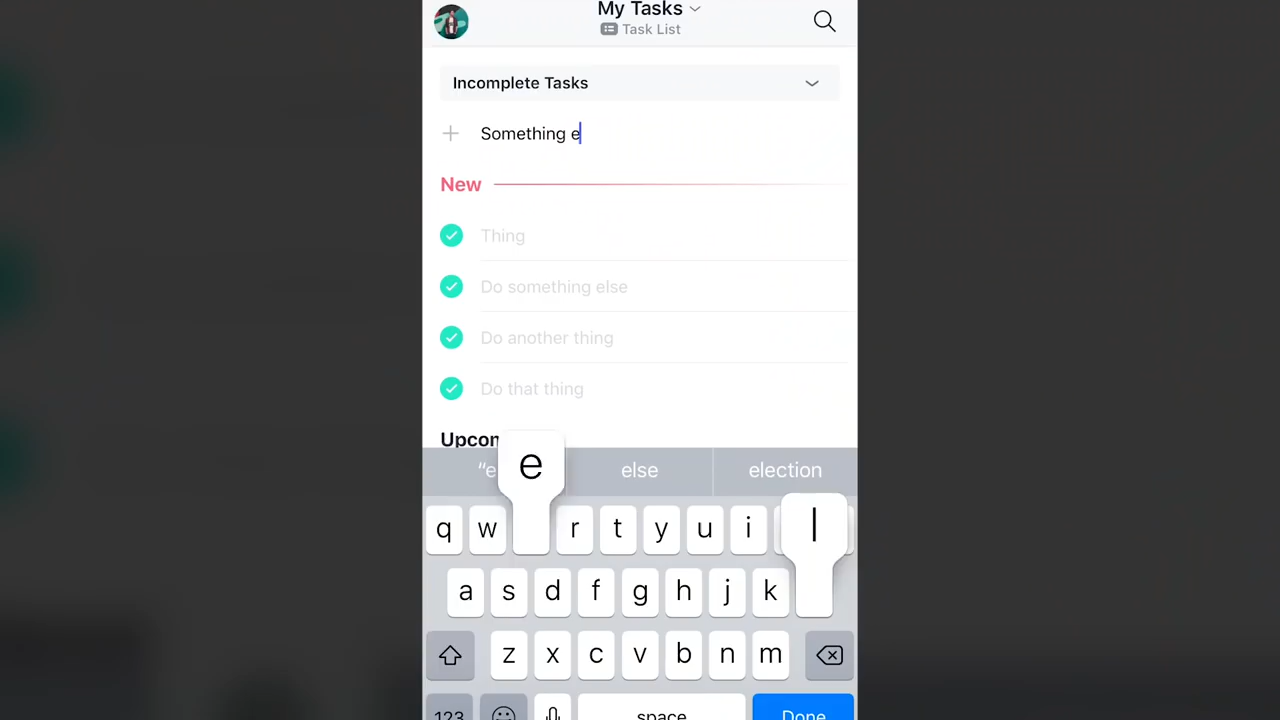 My Tasks
Task List
Incomplete Tasks
Something e
New
Thing
Do something else
Do another thing
Do that thing
Upcom
“e else election
e l
q w r t y u i
a s d f g h j k
z x c v b n m
123 space Done